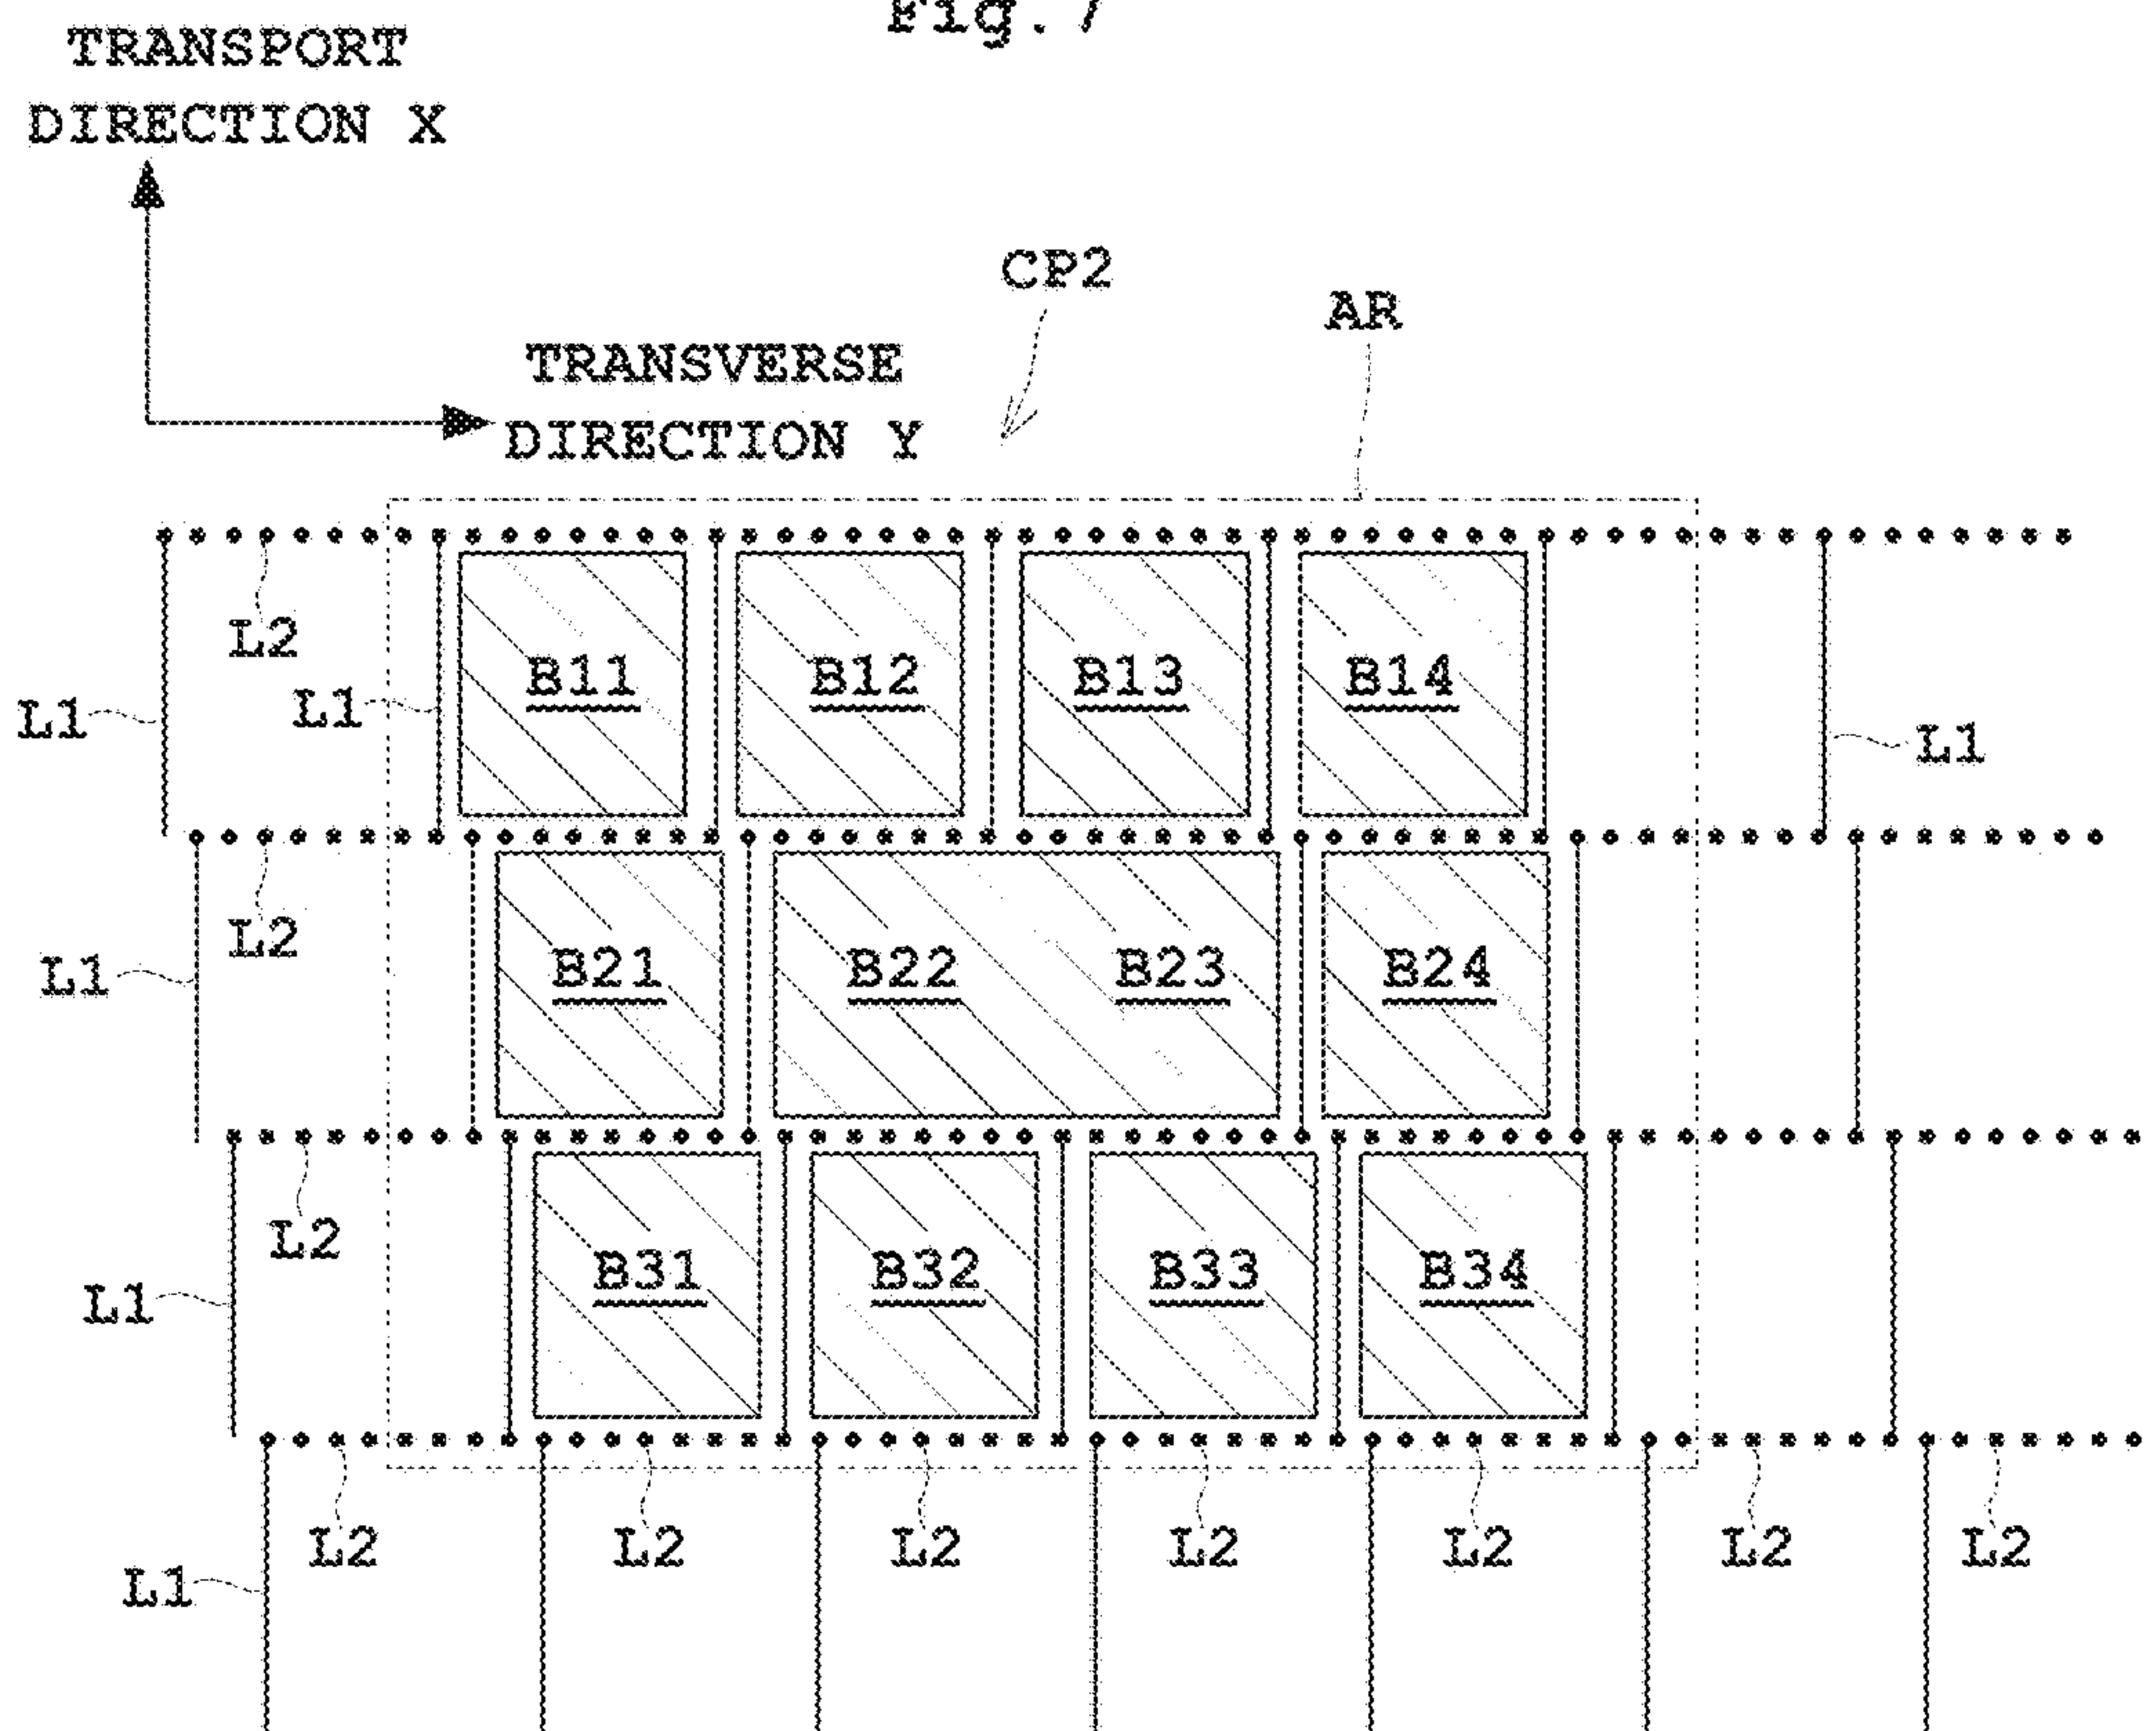 Fig. 7
TRANSPORT
DIRECTION X
CP2
AR
TRANSVERSE
DIRECTION Y
L2
L1
L1
B11
B12
B13
B14
L1
L2
L1
B21
B22
B23
B24
L2
L1
B31
B32
B33
B34
L2
L2
L2
L2
L2
L2
L2
L1